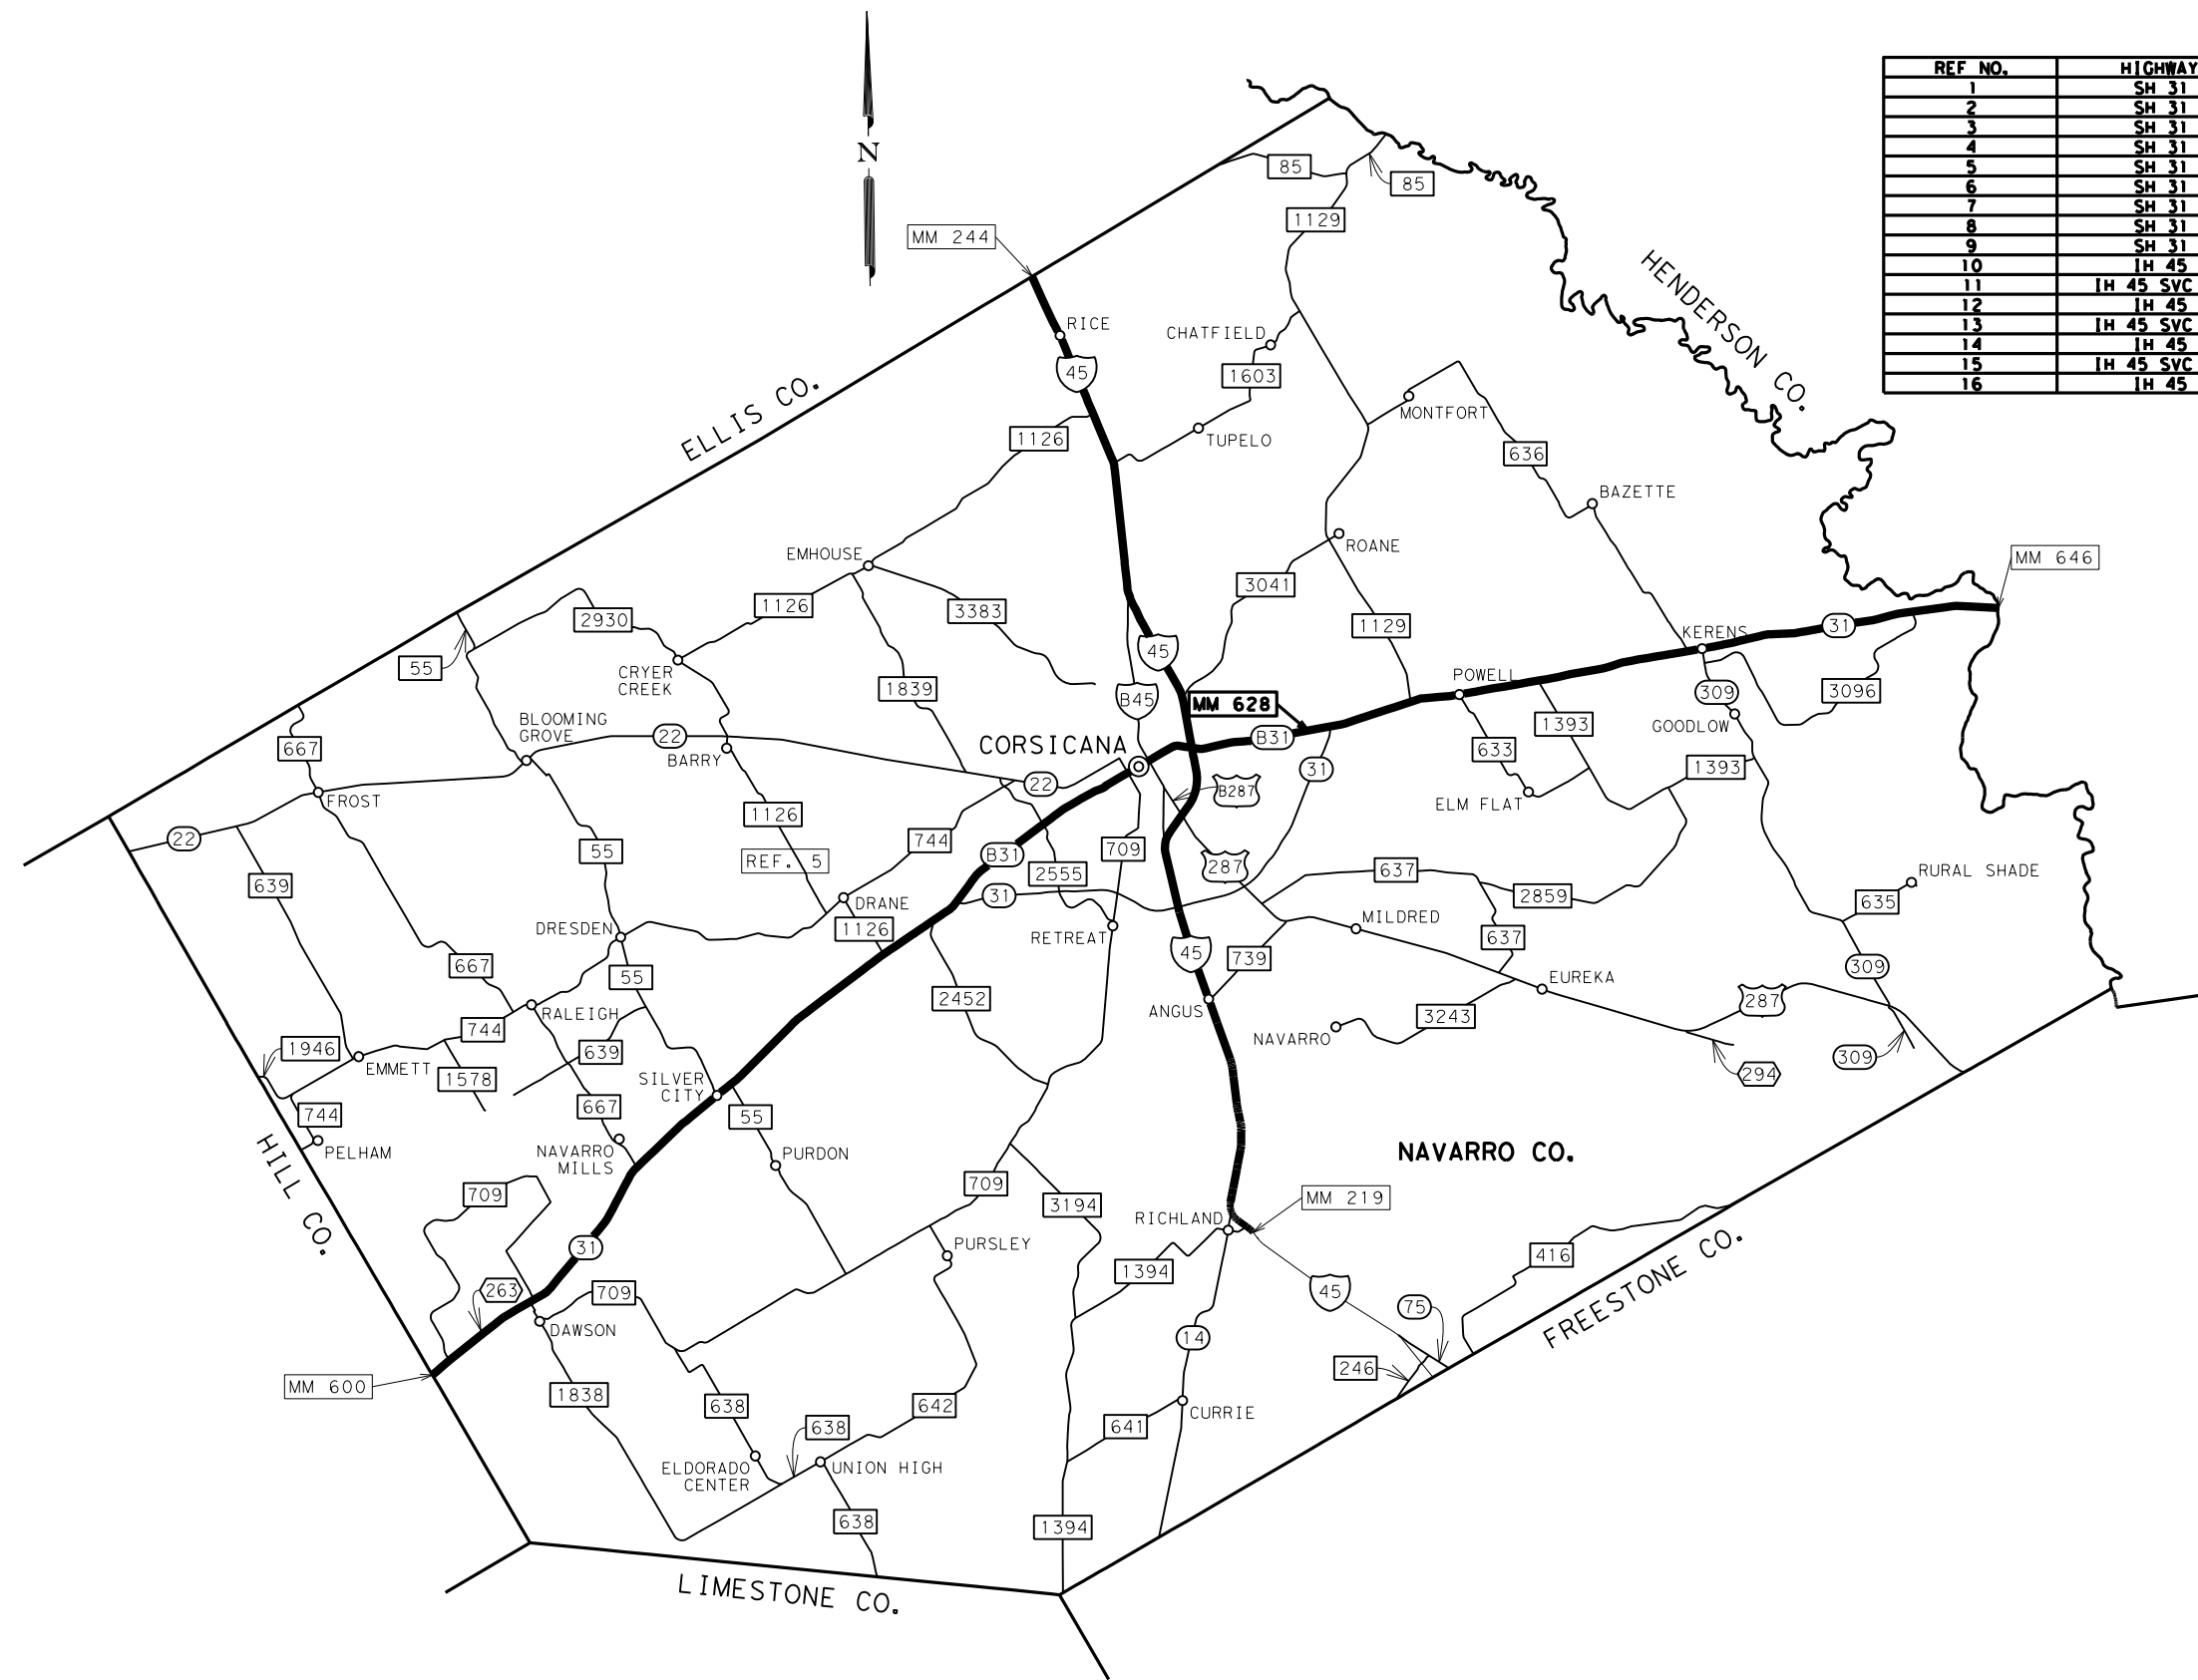 N
REF NO. HIGHWAY
1 SH 31
2 SH 31
3 SH 31
4 SH 31
5 SH 31
6 SH 31
7 SH 31
8 SH 31
9 SH 31
10 IH 45
11 IH 45 SVC
12 IH 45
13 IH 45 SVC
14 IH 45
15 IH 45 SVC
16 IH 45
85
85
1129
MM 244
HENDERSON CO.
RICE
CHATFIELD
45
1603
ELLIS CO.
MONTFORT
1126
TUPELO
636
BAZETTE
EMHOUSE
ROANE
MM 646
3041
1126
3383
2930
1129
31
KERENS
45
55
CRYER
CREEK
POWELL
1839
B45
309
3096
MM 628
BLOOMING
GROVE
1393
GOODLOW
22
B31
CORSICANA
667
BARRY
633
31
1393
22
B287
FROST
ELM FLAT
1126
22
744
709
55
B31
REF. 5
287
637
RURAL SHADE
2555
639
31
2859
635
DRANE
MILDRED
DRESDEN
1126
RETREAT
637
45
739
667
309
55
EUREKA
2452
287
RALEIGH
ANGUS
3243
744
NAVARRO
1946
639
309
EMMETT
294
1578
SILVER
CITY
667
744
55
PELHAM
NAVARRO
MILLS
PURDON
NAVARRO CO.
HILL CO.
709
709
3194
MM 219
RICHLAND
31
PURSLEY
416
1394
263
709
45
FREESTONE CO.
75
DAWSON
14
246
MM 600
1838
638
642
CURRIE
638
641
ELDORADO
CENTER
UNION HIGH
638
1394
LIMESTONE CO.